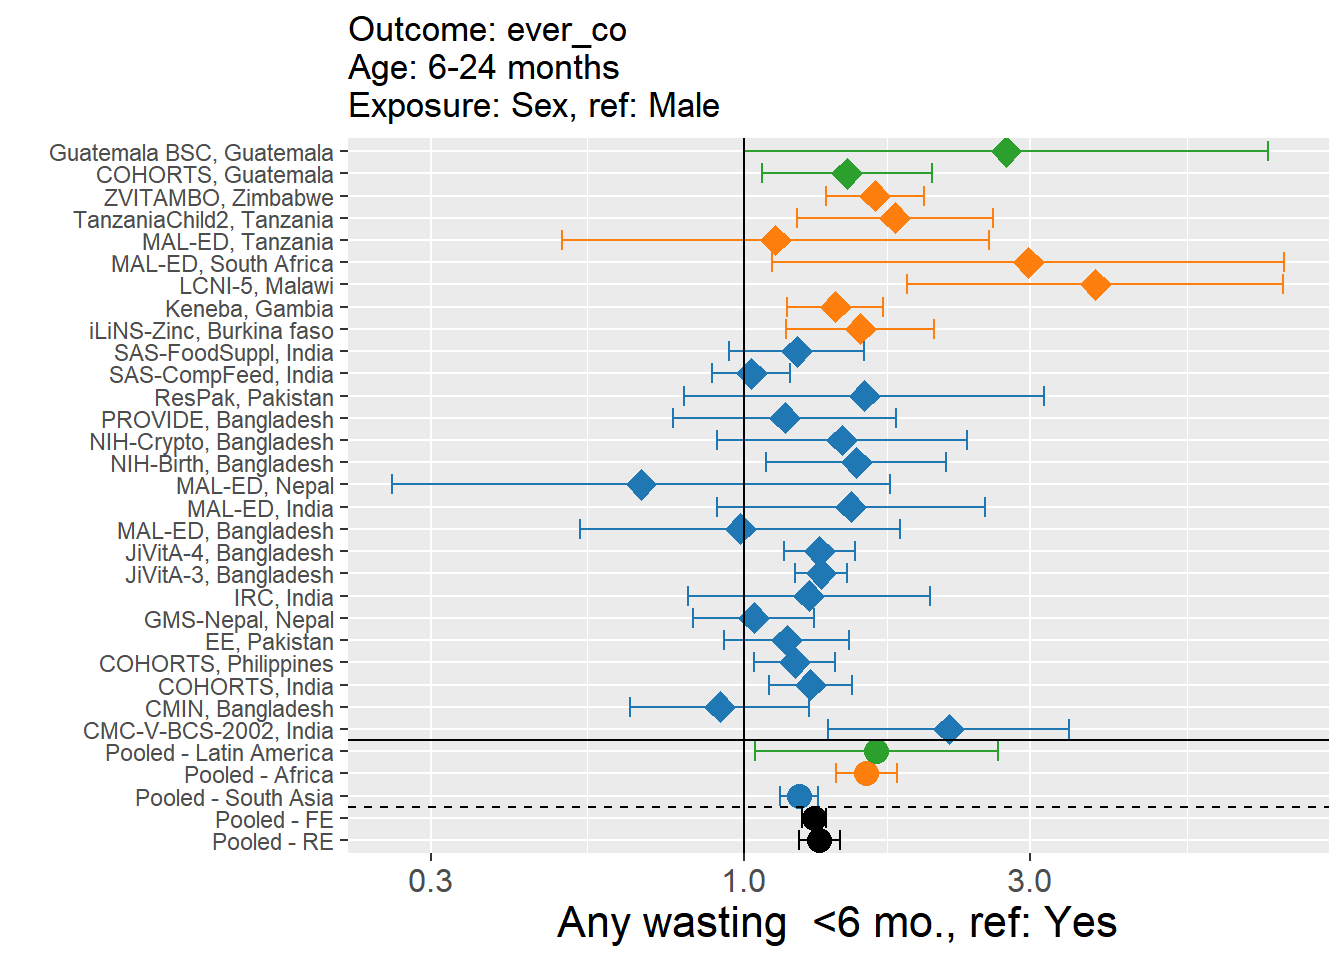 Outcome: ever_co
Age: 6-24 months
Exposure: Sex, ref: Male
Guatemala BSC, Guatemala
COHORTS, Guatemala
ZVITAMBO, Zimbabwe
TanzaniaChild2, Tanzania
MAL-ED, Tanzania
MAL-ED, South Africa
LCNI-5, Malawi
Keneba, Gambia
iLiNS-Zinc, Burkina faso
SAS-FoodSuppl, India
SAS-CompFeed, India
ResPak, Pakistan
PROVIDE, Bangladesh
NIH-Crypto, Bangladesh
NIH-Birth, Bangladesh
MAL-ED, Nepal
MAL-ED, India
MAL-ED, Bangladesh
JiVitA-4, Bangladesh
JiVitA-3, Bangladesh
IRC, India
GMS-Nepal, Nepal
EE, Pakistan
COHORTS, Philippines
COHORTS, India
CMIN, Bangladesh
CMC-V-BCS-2002, India
Pooled - Latin America
Pooled - Africa
Pooled - South Asia
Pooled - FE
Pooled - RE
0.3 1.0 3.0
Any wasting  <6 mo., ref: Yes